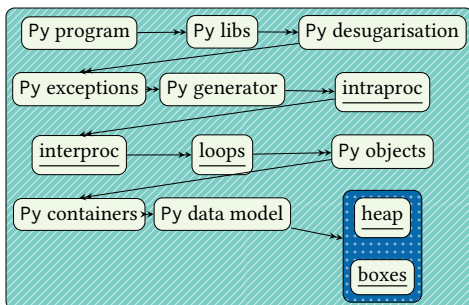 Py program Py libs Py desugarisation
Py exceptions Py generator intraproc
interproc loops Py objects
Py containers Py data model heap
boxes